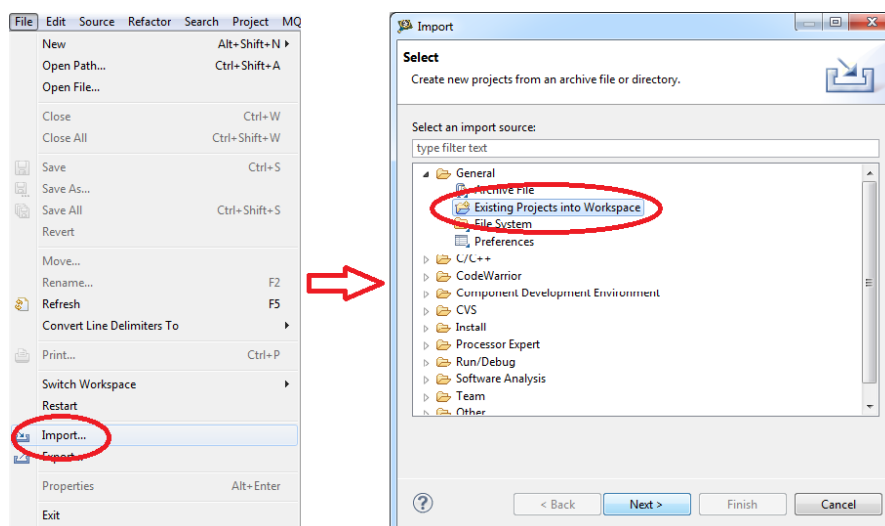 File Edit Source Refactor Search Project MQ
New Alt+Shift+N
Open Path... Ctrl+Shift+A
Open File...
Close Ctrl+W
Close All Ctrl+Shift+W
Save Ctrl+S
Save As...
Save All Ctrl+Shift+S
Revert
Move...
Rename... F2
Refresh F5
Convert Line Delimiters To
Print... Ctrl+P
Switch Workspace
Restart
Import...
Export...
Properties Alt+Enter
Exit
Import
Select
Create new projects from an archive file or directory.
Select an import source:
type filter text
General
Archive File
Existing Projects into Workspace
File System
Preferences
C/C++
CodeWarrior
Component Development Environment
CVS
Install
Processor Expert
Run/Debug
Software Analysis
Team
Other
? < Back Next > Finish Cancel